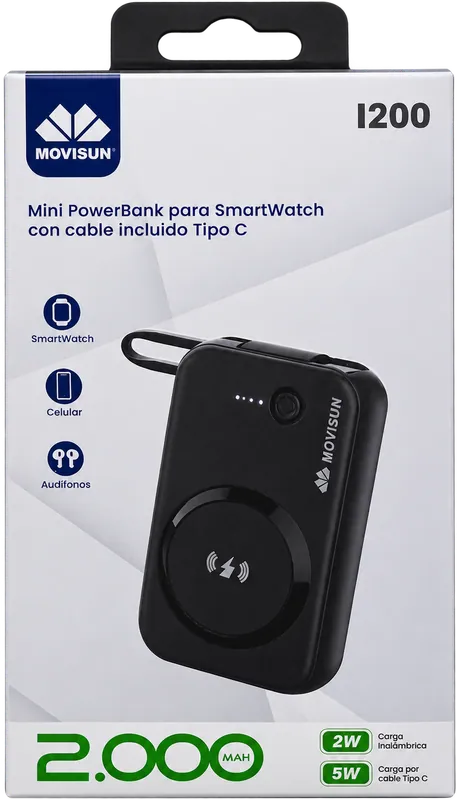 MOVISUN
I200
Mini PowerBank para SmartWatch
con cable incluido Tipo C
SmartWatch
Celular
Audífonos
MOVISUN
2.000 MAH
2W Carga
Inalámbrica
5W Carga por
cable Tipo C